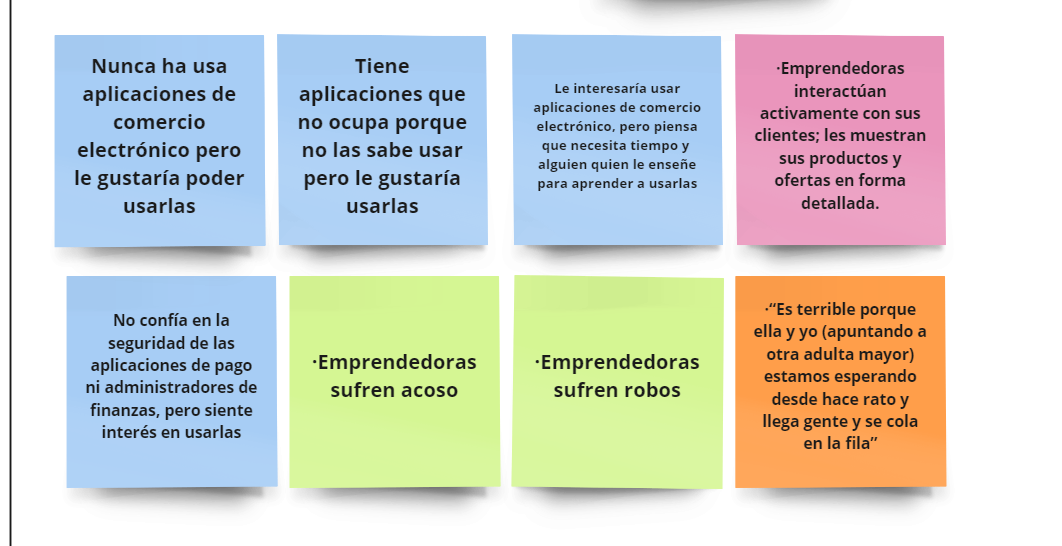 Nunca ha usa
aplicaciones de
comercio
electrónico pero
le gustaría poder
usarlas
Tiene
aplicaciones que
no ocupa porque
no las sabe usar
pero le gustaría
usarlas
Le interesaría usar
aplicaciones de comercio
electrónico, pero piensa
que necesita tiempo y
alguien quien le enseñe
para aprender a usarlas
·Emprendedoras
interactúan
activamente con sus
clientes; les muestran
sus productos y
ofertas en forma
detallada.
No confía en la
seguridad de las
aplicaciones de pago
ni administradores de
finanzas, pero siente
interés en usarlas
·Emprendedoras
sufren acoso
·Emprendedoras
sufren robos
·“Es terrible porque
ella y yo (apuntando a
otra adulta mayor)
estamos esperando
desde hace rato y
llega gente y se cola
en la fila”